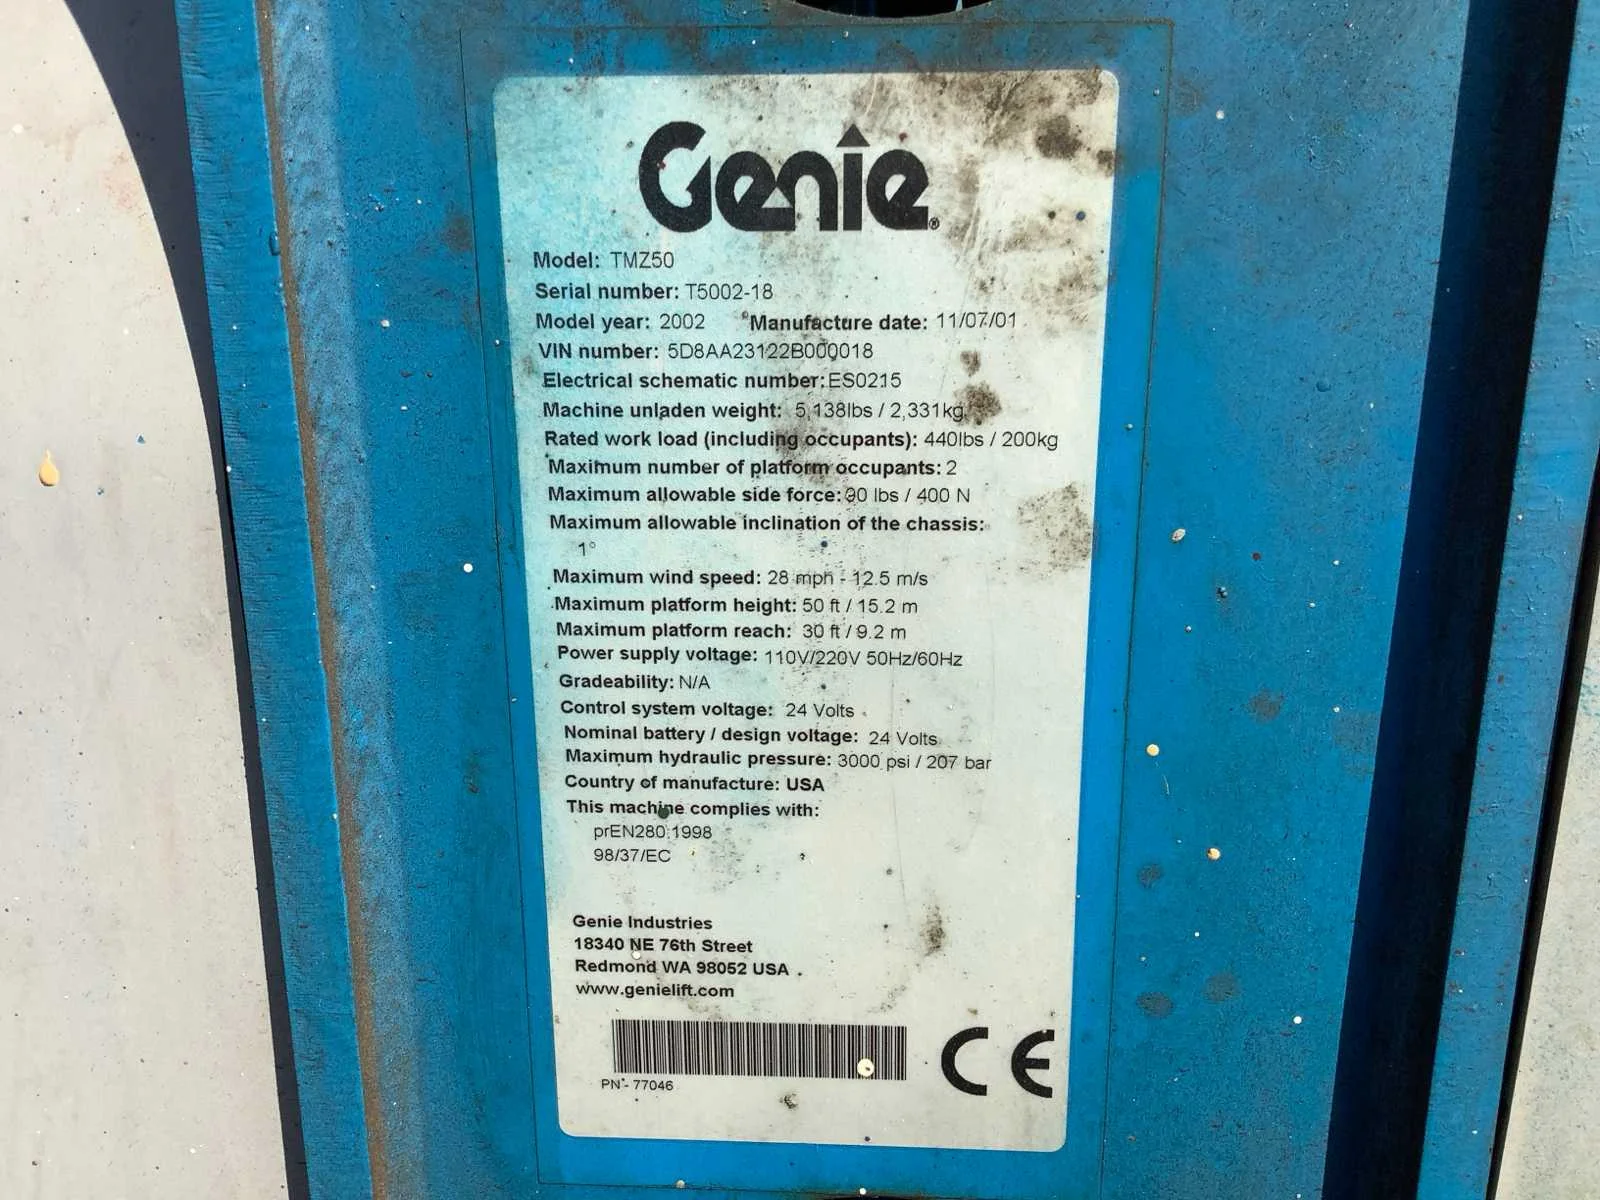 Genie®
Model: TMZ50
Serial number: T5002-18
Model year: 2002 Manufacture date: 11/07/01
VIN number: 5D8AA23122B000018
Electrical schematic number: ES0215
Machine unladen weight: 5,138lbs / 2,331kg
Rated work load (including occupants): 440lbs / 200kg
Maximum number of platform occupants: 2
Maximum allowable side force: 90 lbs / 400 N
Maximum allowable inclination of the chassis:
1°
Maximum wind speed: 28 mph - 12.5 m/s
Maximum platform height: 50 ft / 15.2 m
Maximum platform reach: 30 ft / 9.2 m
Power supply voltage: 110V/220V 50Hz/60Hz
Gradeability: N/A
Control system voltage: 24 Volts
Nominal battery / design voltage: 24 Volts
Maximum hydraulic pressure: 3000 psi / 207 bar
Country of manufacture: USA
This machine complies with:
prEN280:1998
98/37/EC
Genie Industries
18340 NE 76th Street
Redmond WA 98052 USA
www.genielift.com
PN - 77046
CE